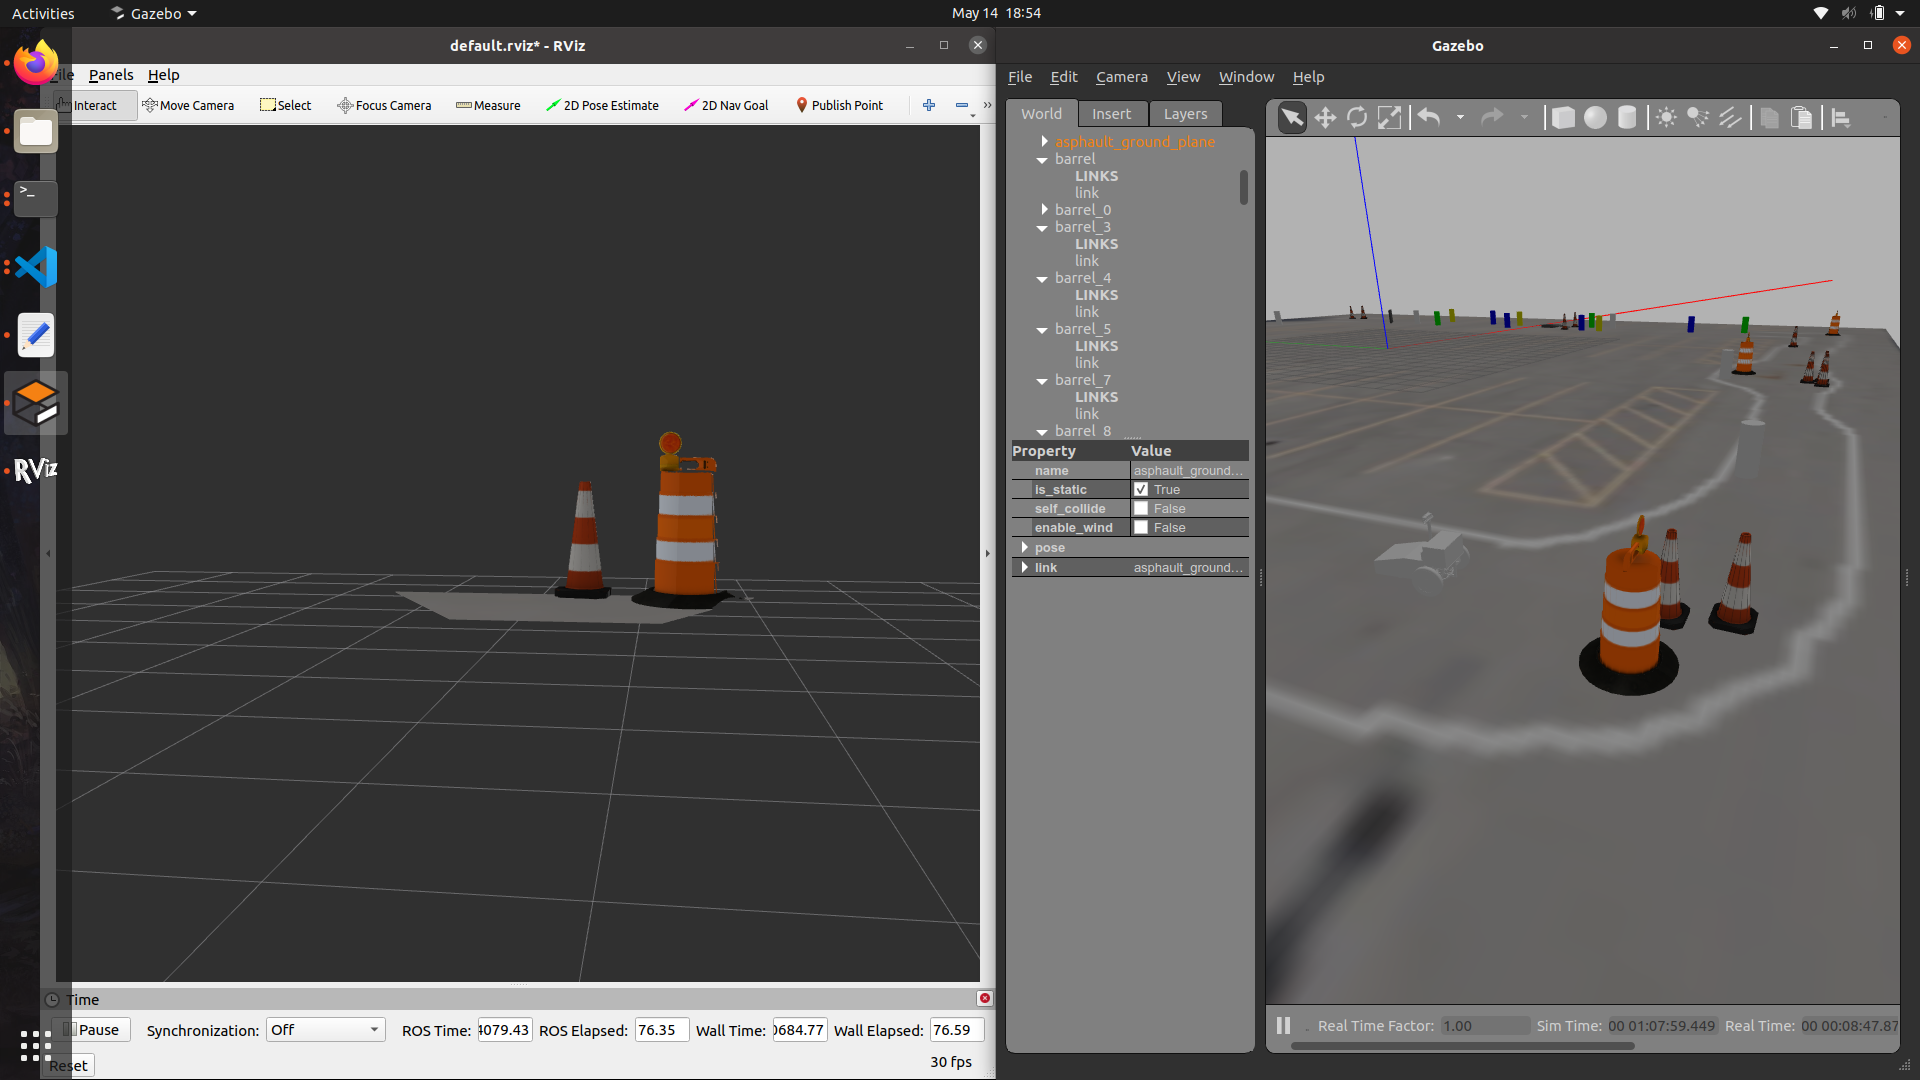 Activities
Gazebo
May 14 18:54
default.rviz* - RViz
File Panels Help
Interact Move Camera Select Focus Camera Measure 2D Pose Estimate 2D Nav Goal Publish Point
>_
RViz
Time
Pause Synchronization: Off ROS Time: 4079.43 ROS Elapsed: 76.35 Wall Time: 0684.77 Wall Elapsed: 76.59
Reset
30 fps
Gazebo
File Edit Camera View Window Help
World Insert Layers
asphault_ground_plane
barrel
LINKS
link
barrel_0
barrel_3
LINKS
link
barrel_4
LINKS
link
barrel_5
LINKS
link
barrel_7
LINKS
link
barrel_8
Property Value
name asphault_ground...
is_static True
self_collide False
enable_wind False
pose
link asphault_ground...
Real Time Factor: 1.00 Sim Time: 00 01:07:59.449 Real Time: 00 00:08:47.87